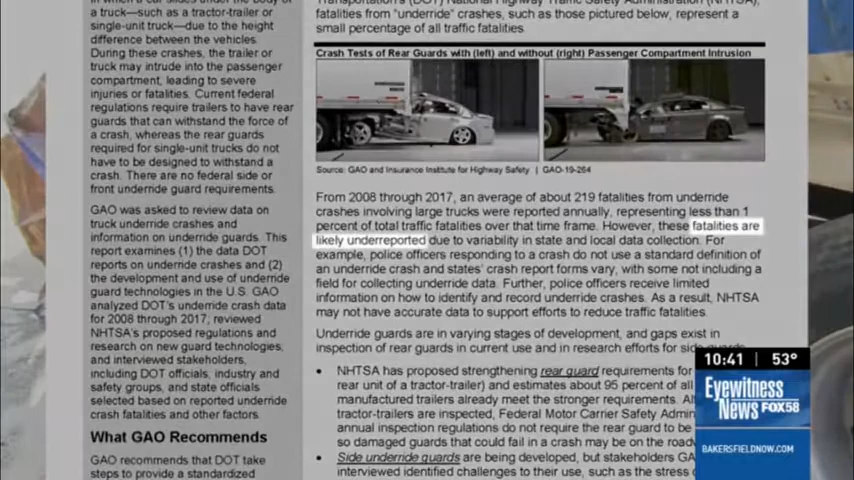 in which a car slides under the body of
a truck—such as a tractor-trailer or
single-unit truck—due to the height
difference between the vehicles.
During these crashes, the trailer or
truck may intrude into the passenger
compartment, leading to severe
injuries or fatalities. Current federal
regulations require trailers to have rear
guards that can withstand the force of
a crash, whereas the rear guards
required for single-unit trucks do not
have to be designed to withstand a
crash. There are no federal side or
front underride guard requirements.
GAO was asked to review data on
truck underride crashes and
information on underride guards. This
report examines (1) the data DOT
reports on underride crashes and (2)
the development and use of underride
guard technologies in the U.S. GAO
analyzed DOT's underride crash data
for 2008 through 2017; reviewed
NHTSA's proposed regulations and
research on new guard technologies;
and interviewed stakeholders,
including DOT officials, industry and
safety groups, and state officials
selected based on reported underride
crash fatalities and other factors.
What GAO Recommends
GAO recommends that DOT take
steps to provide a standardized
Transportation's (DOT) National Highway Traffic Safety Administration (NHTSA),
fatalities from "underride" crashes, such as those pictured below, represent a
small percentage of all traffic fatalities.
Crash Tests of Rear Guards with (left) and without (right) Passenger Compartment Intrusion
Source: GAO and Insurance Institute for Highway Safety | GAO-19-264
From 2008 through 2017, an average of about 219 fatalities from underride
crashes involving large trucks were reported annually, representing less than 1
percent of total traffic fatalities over that time frame. However, these fatalities are
likely underreported due to variability in state and local data collection. For
example, police officers responding to a crash do not use a standard definition of
an underride crash and states' crash report forms vary, with some not including a
field for collecting underride data. Further, police officers receive limited
information on how to identify and record underride crashes. As a result, NHTSA
may not have accurate data to support efforts to reduce traffic fatalities.
Underride guards are in varying stages of development, and gaps exist in
inspection of rear guards in current use and in research efforts for side guards.
• NHTSA has proposed strengthening rear guard requirements for
rear unit of a tractor-trailer) and estimates about 95 percent of all
manufactured trailers already meet the stronger requirements. Al
tractor-trailers are inspected, Federal Motor Carrier Safety Admin
annual inspection regulations do not require the rear guard to be
so damaged guards that could fail in a crash may be on the road
• Side underride guards are being developed, but stakeholders GA
interviewed identified challenges to their use, such as the stress
10:41 | 53°
Eyewitness
News FOX58
BAKERSFIELDNOW.COM